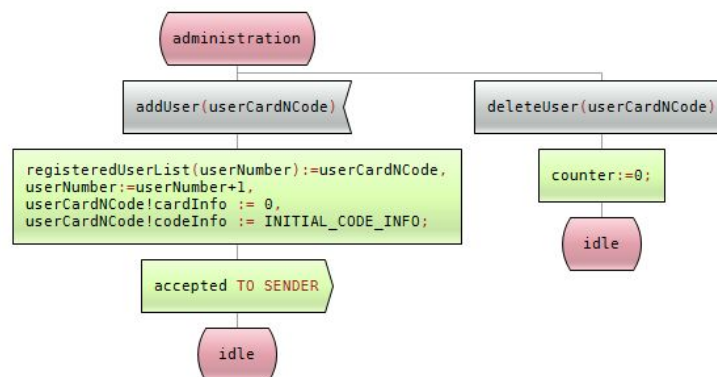 administration
addUser(userCardNCode)
registeredUserList(userNumber):=userCardNCode,
userNumber:=userNumber+1,
userCardNCode!cardInfo := 0,
userCardNCode!codeInfo := INITIAL_CODE_INFO;
accepted TO SENDER
idle
deleteUser(userCardNCode)
counter:=0;
idle